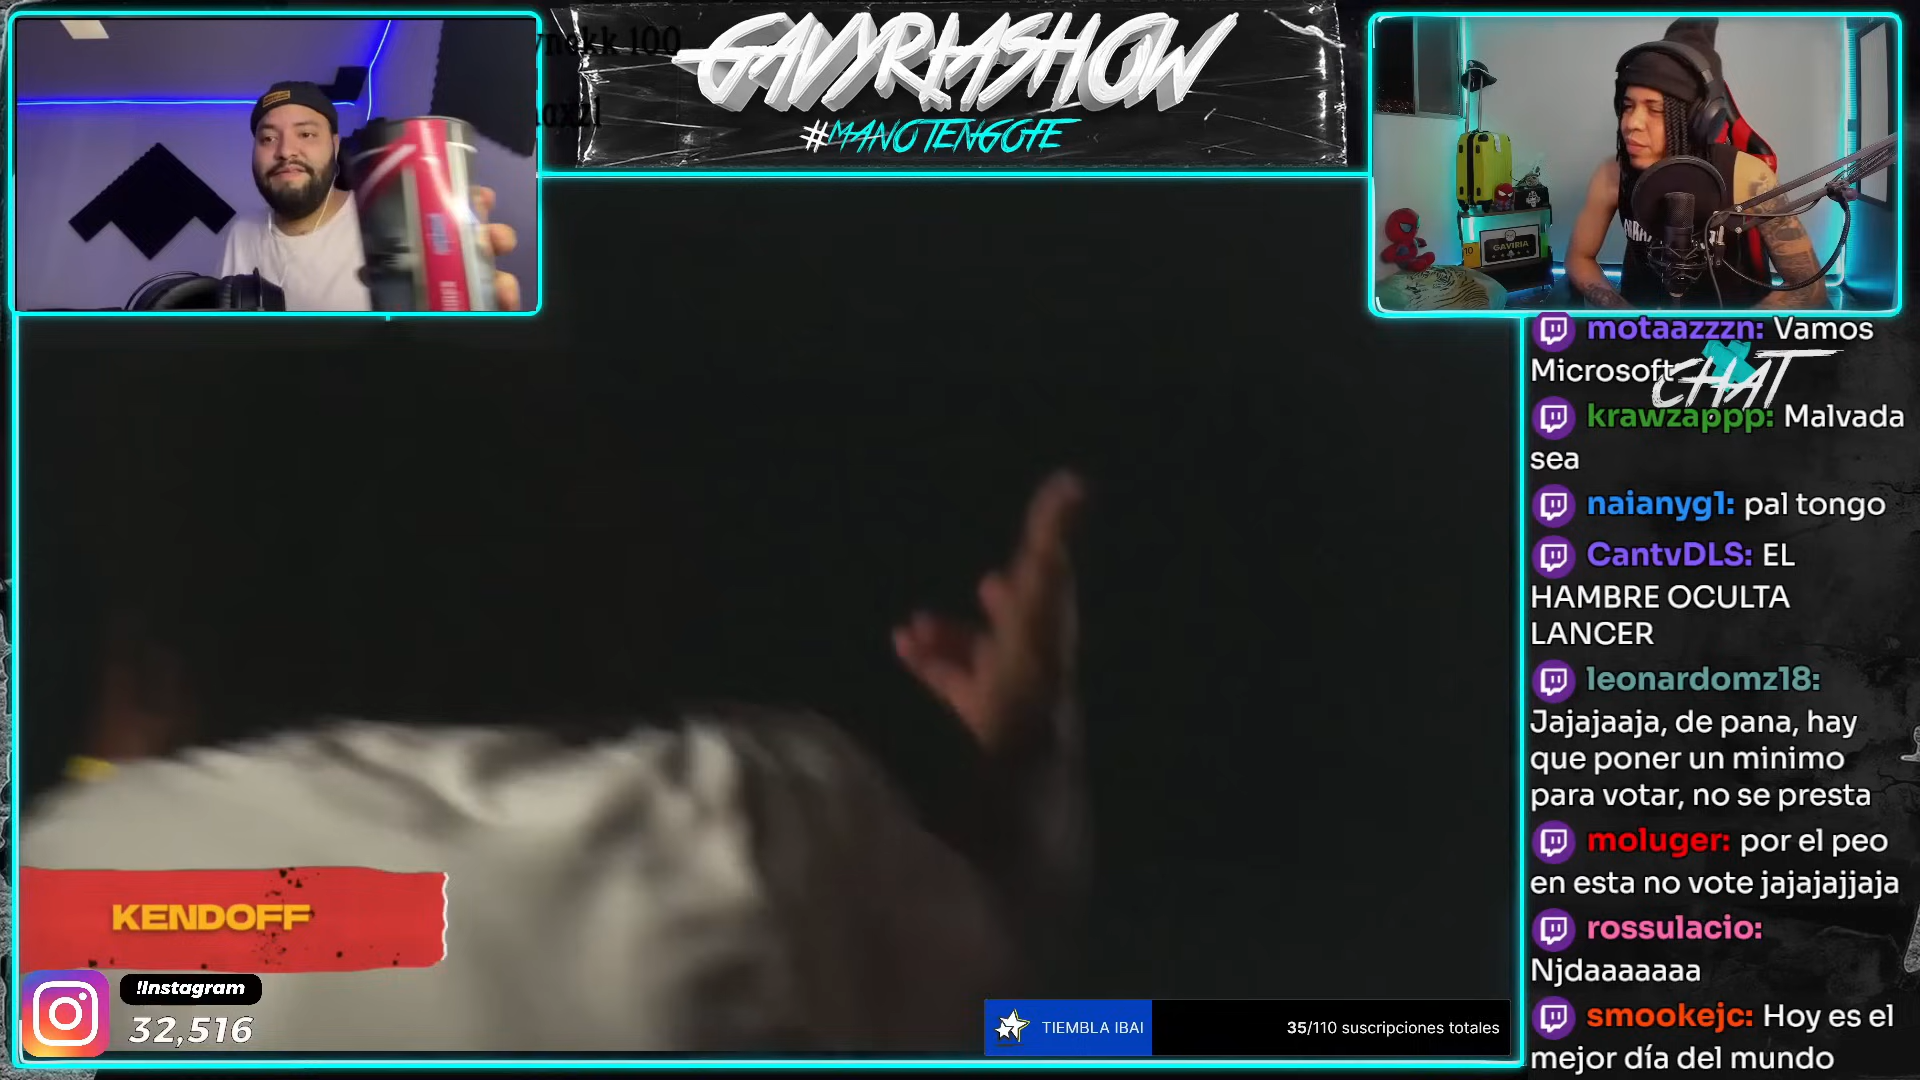 100
GAVYRIASHOW
#MANOTENGOFE
GAVIRIA
motaazzzn: Vamos
Microsoft
CHAT
krawzappp: Malvada
sea
naianyg1: pal tongo
CantvDLS: EL
HAMBRE OCULTA
LANCER
leonardomz18:
Jajajaaja, de pana, hay
que poner un minimo
para votar, no se presta
moluger: por el peo
en esta no vote jajajajjaja
rossulacio:
Njdaaaaaaa
smookejc: Hoy es el
mejor día del mundo
KENDOFF
!Instagram
32,516
TIEMBLA IBAI
35/110 suscripciones totales